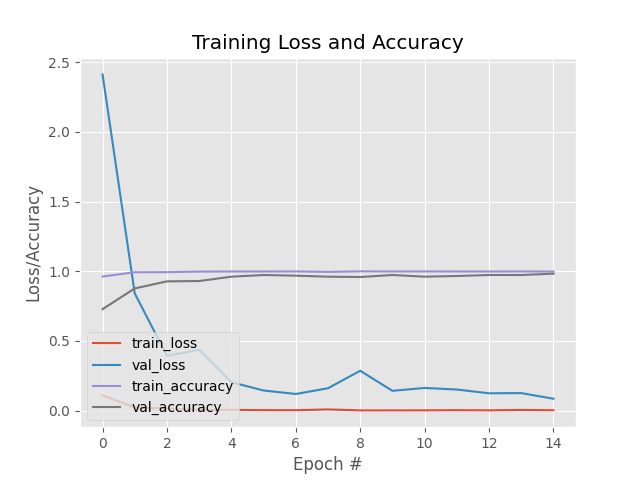 Training Loss and Accuracy
2.5
2.0
1.5
1.0
0.5
0.0
Loss/Accuracy
train_loss
val_loss
train_accuracy
val_accuracy
0 2 4 6 8 10 12 14
Epoch #